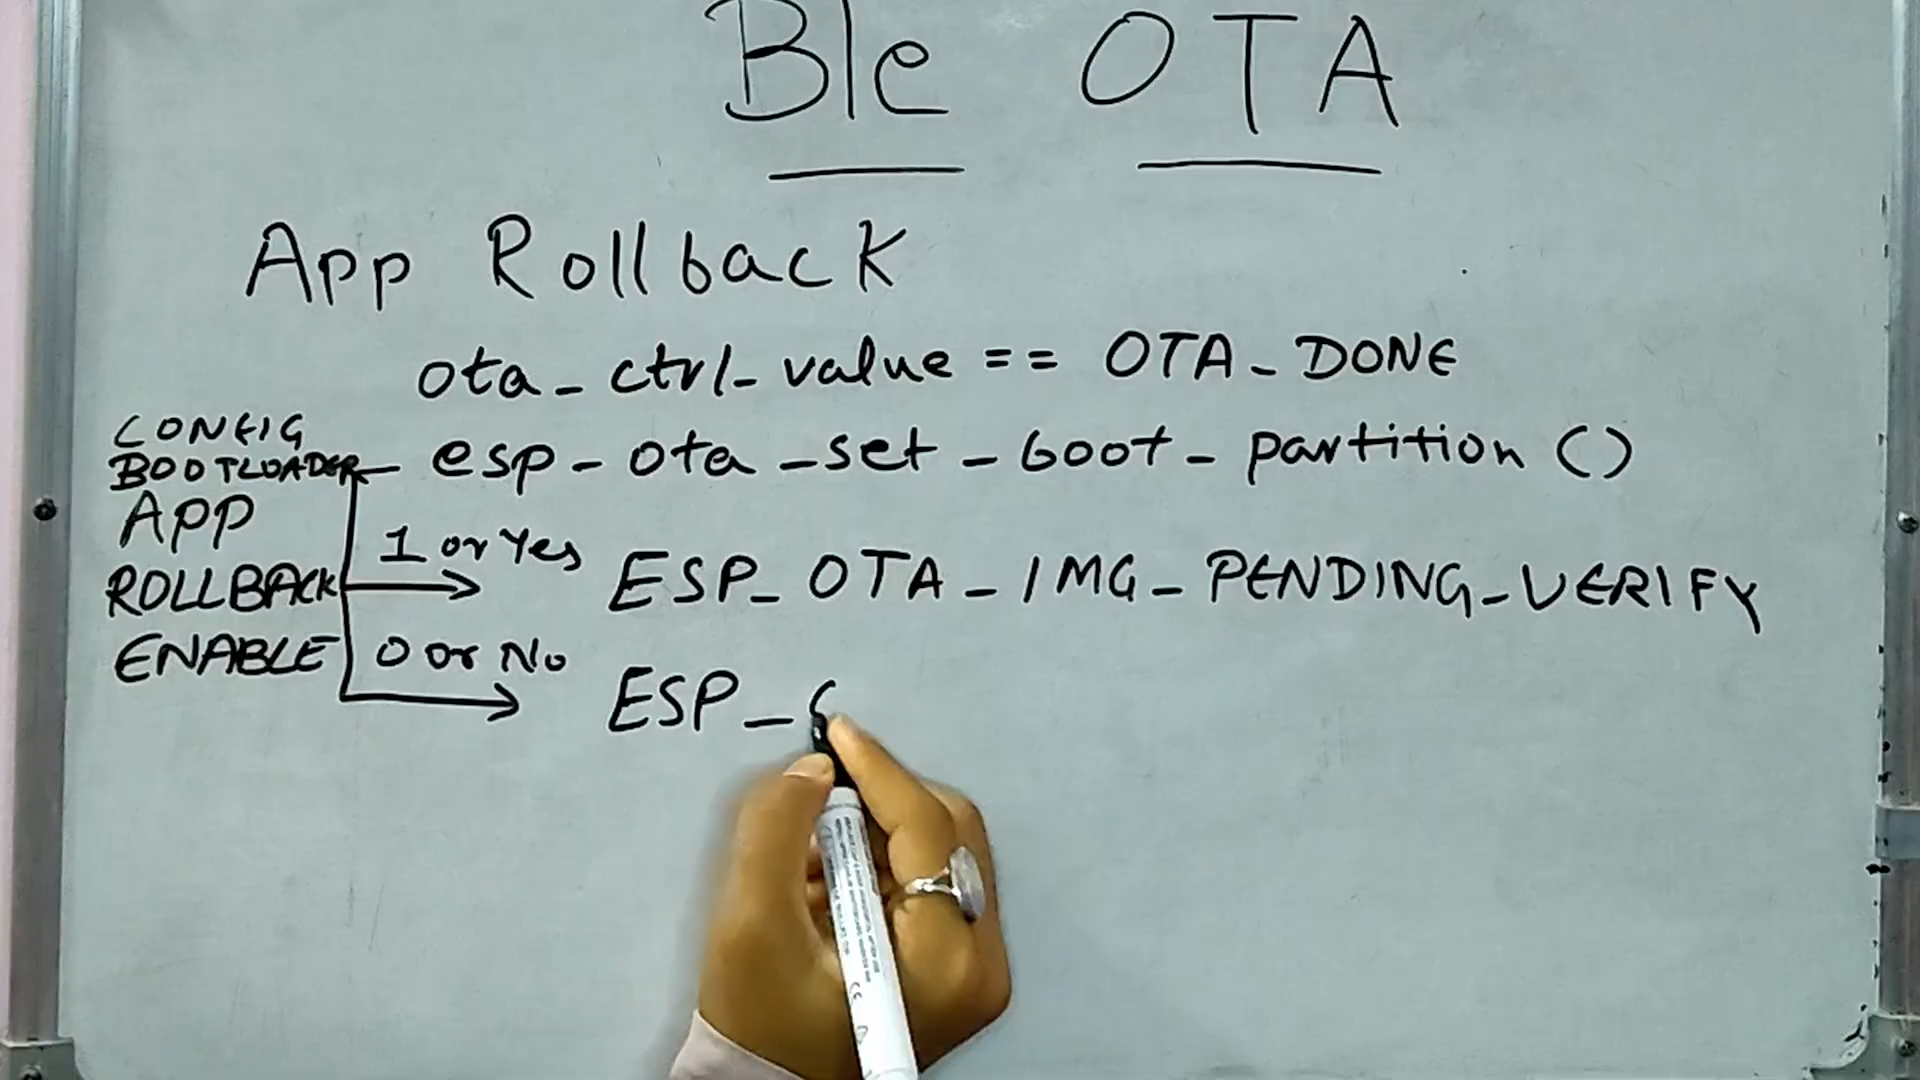 Ble OTA
App Rollback
ota_ctrl_value == OTA_DONE
CONFIG
BOOTLOADER
APP
ROLLBACK
ENABLE
esp_ota_set_boot_partition ()
1 or Yes
ESP_OTA_IMG_PENDING_VERIFY
0 or No
ESP_